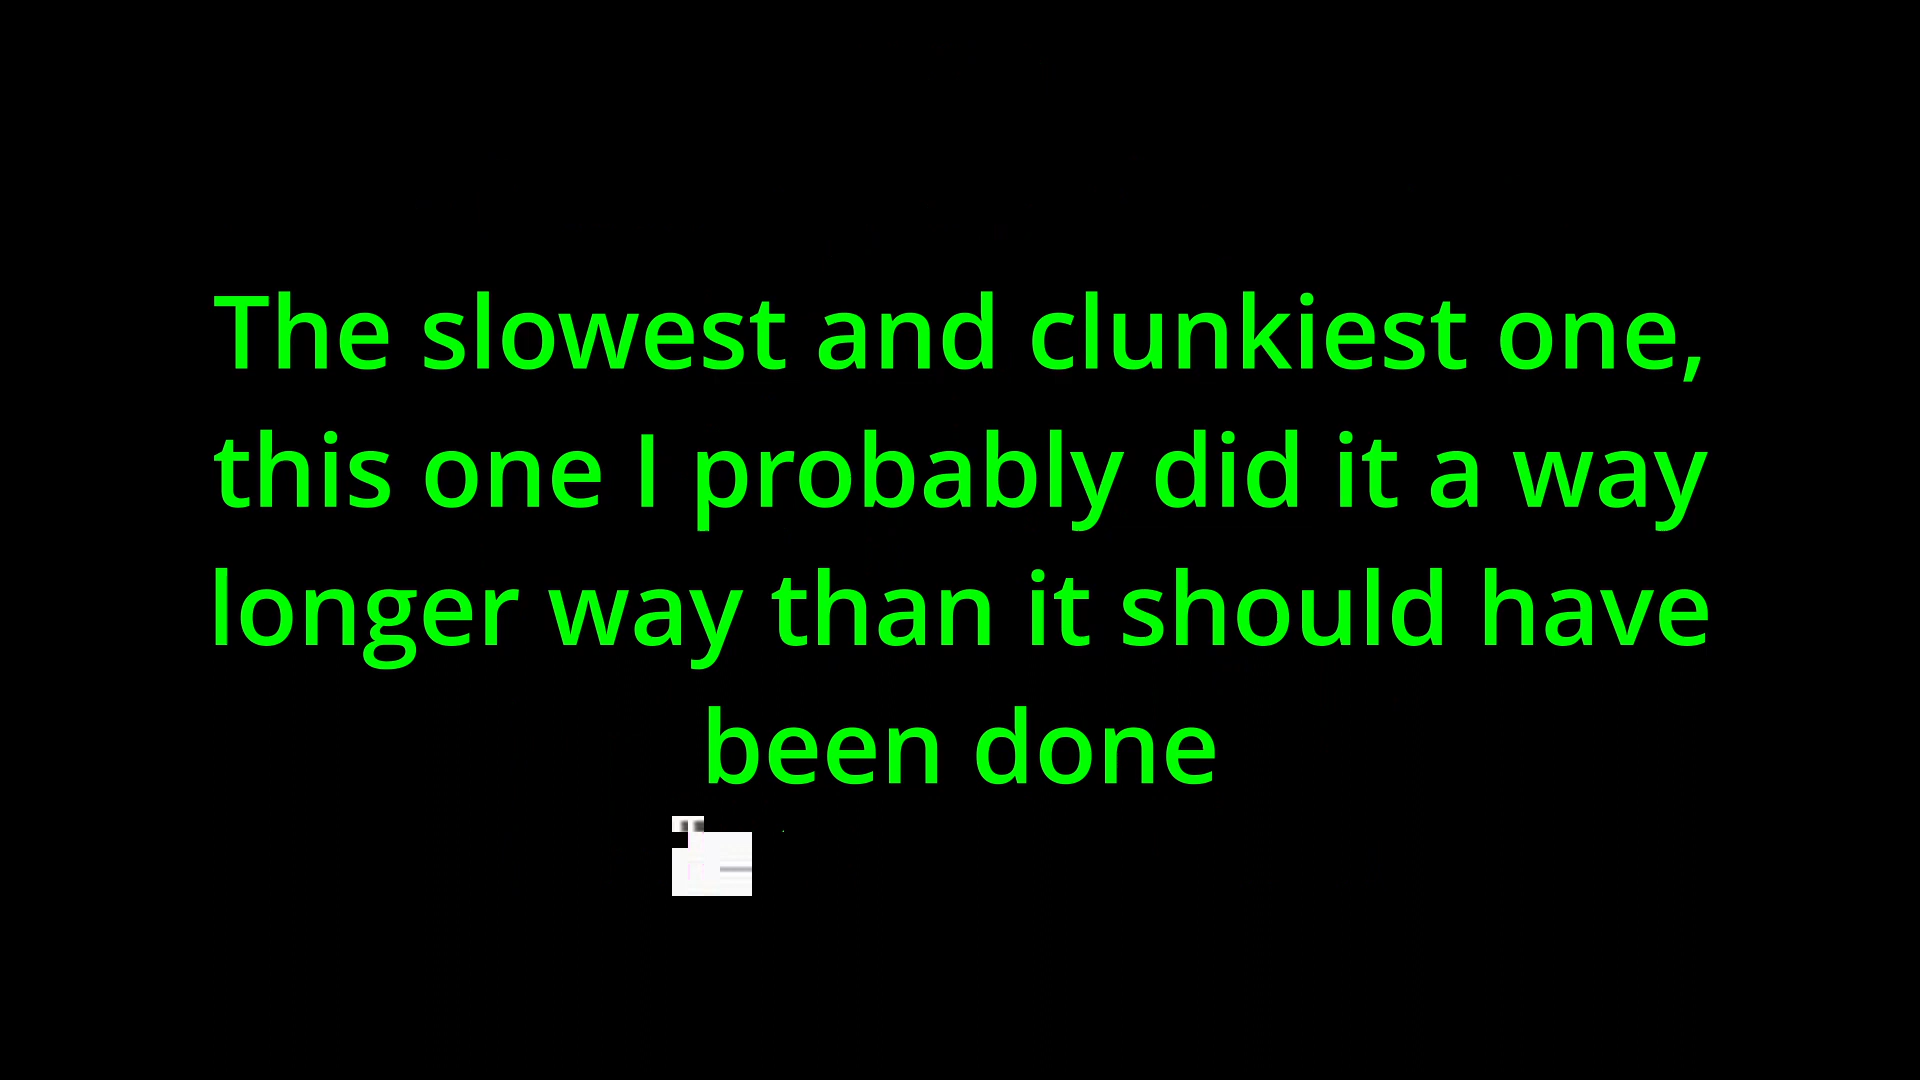 The slowest and clunkiest one,
this one I probably did it a way
longer way than it should have
been done